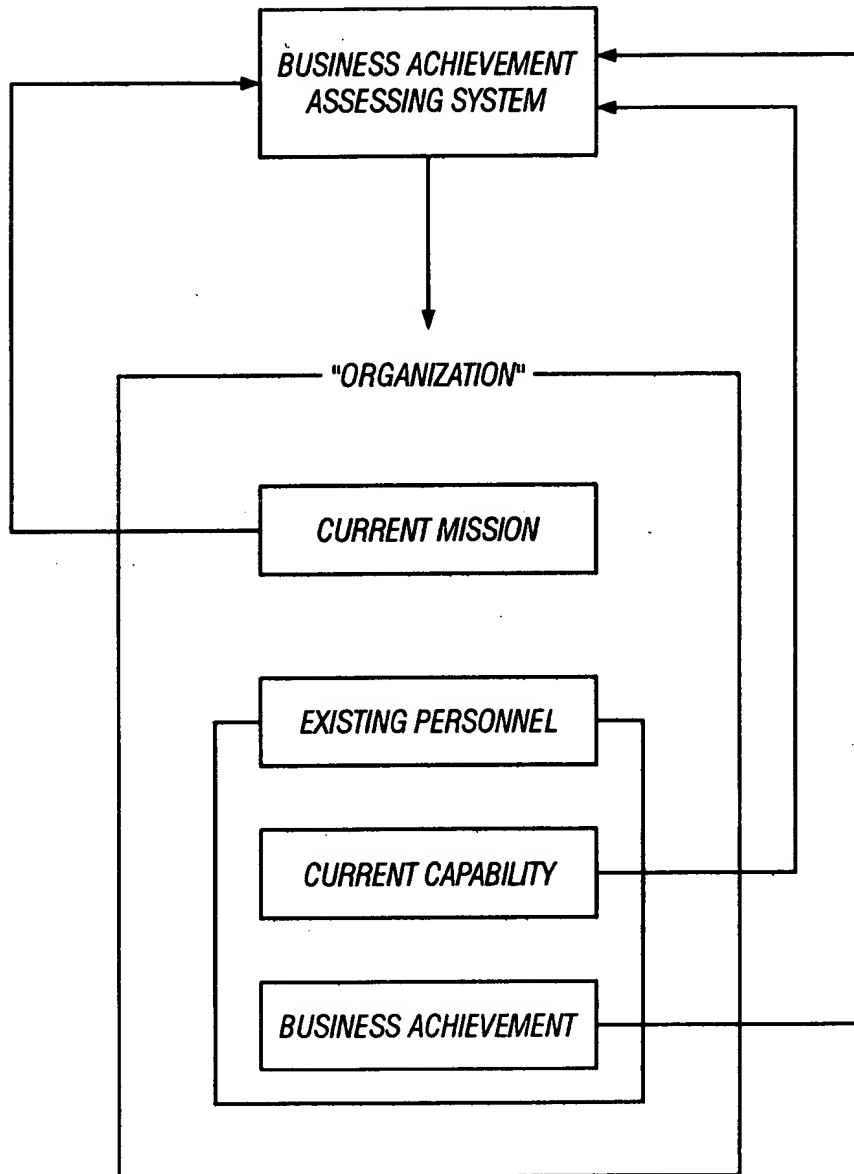 BUSINESS ACHIEVEMENT
ASSESSING SYSTEM
"ORGANIZATION"
CURRENT MISSION
EXISTING PERSONNEL
CURRENT CAPABILITY
BUSINESS ACHIEVEMENT